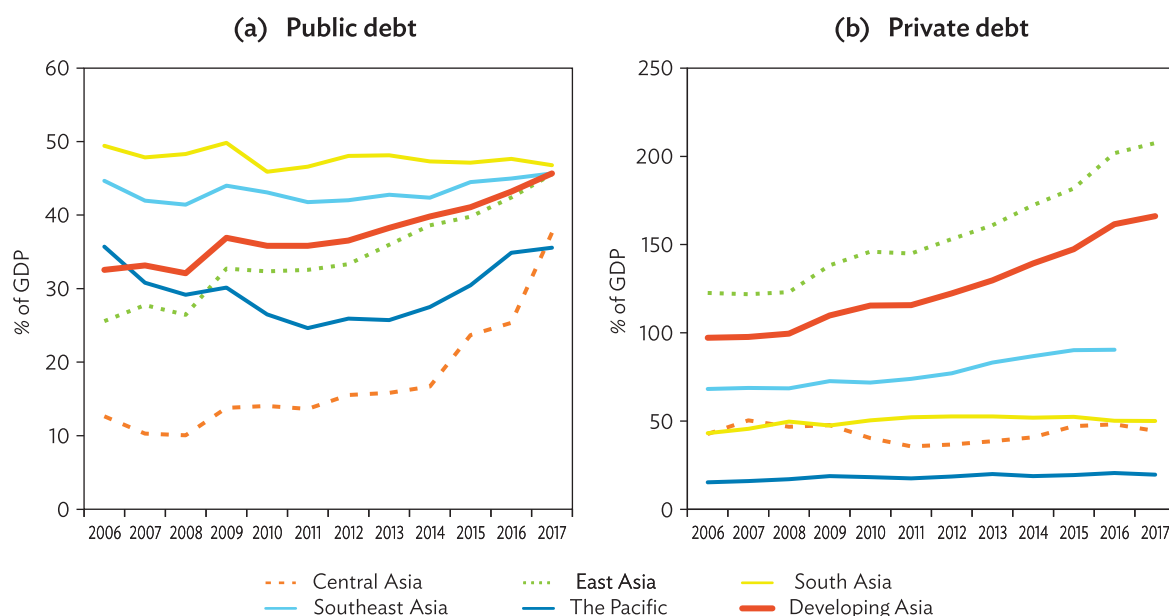 (a) Public debt
(b) Private debt
60
50
40
30
20
10
0
% of GDP
2006 2007 2008 2009 2010 2011 2012 2013 2014 2015 2016 2017
250
200
150
100
50
0
% of GDP
2006 2007 2008 2009 2010 2011 2012 2013 2014 2015 2016 2017
Central Asia East Asia South Asia
Southeast Asia The Pacific Developing Asia